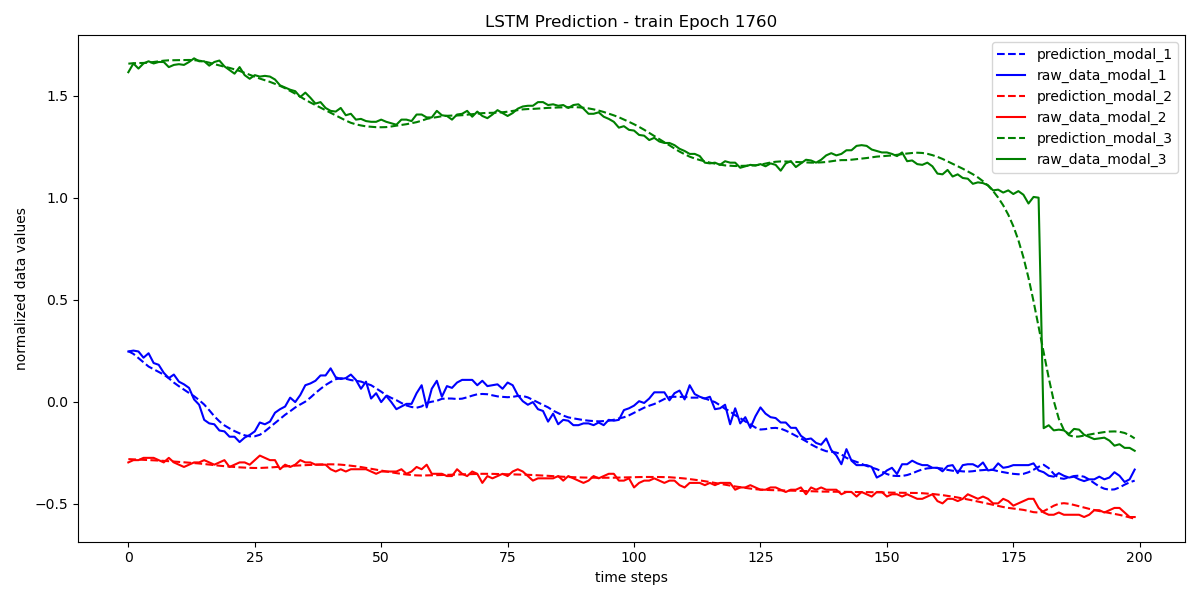 LSTM Prediction - train Epoch 1760
prediction_modal_1
raw_data_modal_1
prediction_modal_2
raw_data_modal_2
prediction_modal_3
raw_data_modal_3
normalized data values
1.5
1.0
0.5
0.0
−0.5
0 25 50 75 100 125 150 175 200
time steps